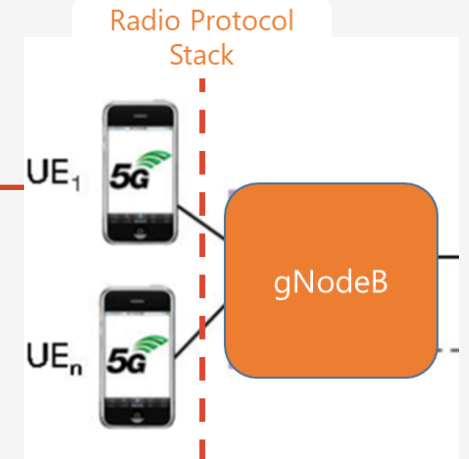 Radio Protocol
Stack
UE1
5G
gNodeB
UEn
5G